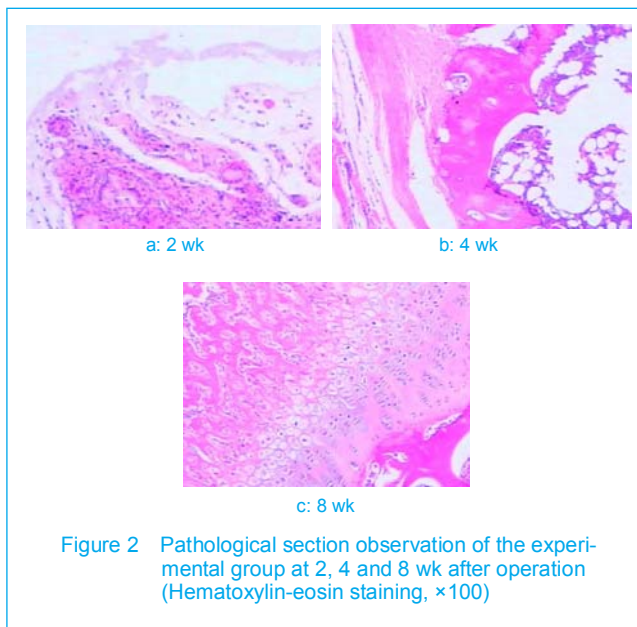 a: 2 wk
b: 4 wk
c: 8 wk
Figure 2 Pathological section observation of the experi-
mental group at 2, 4 and 8 wk after operation
(Hematoxylin-eosin staining, ×100)